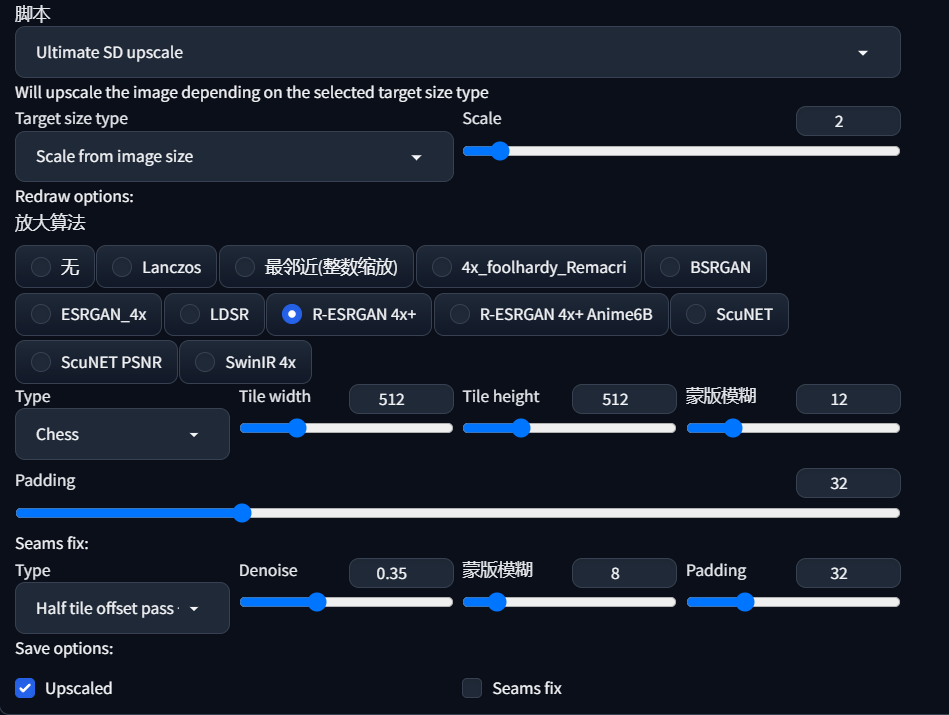 脚本
Ultimate SD upscale
Will upscale the image depending on the selected target size type
Target size type
Scale
2
Scale from image size
Redraw options:
放大算法
无
Lanczos
最邻近(整数缩放)
4x_foolhardy_Remacri
BSRGAN
ESRGAN_4x
LDSR
R-ESRGAN 4x+
R-ESRGAN 4x+ Anime6B
ScuNET
ScuNET PSNR
SwinIR 4x
Type
Tile width
512
Tile height
512
蒙版模糊
12
Chess
Padding
32
Seams fix:
Type
Denoise
0.35
蒙版模糊
8
Padding
32
Half tile offset pass
Save options:
Upscaled
Seams fix